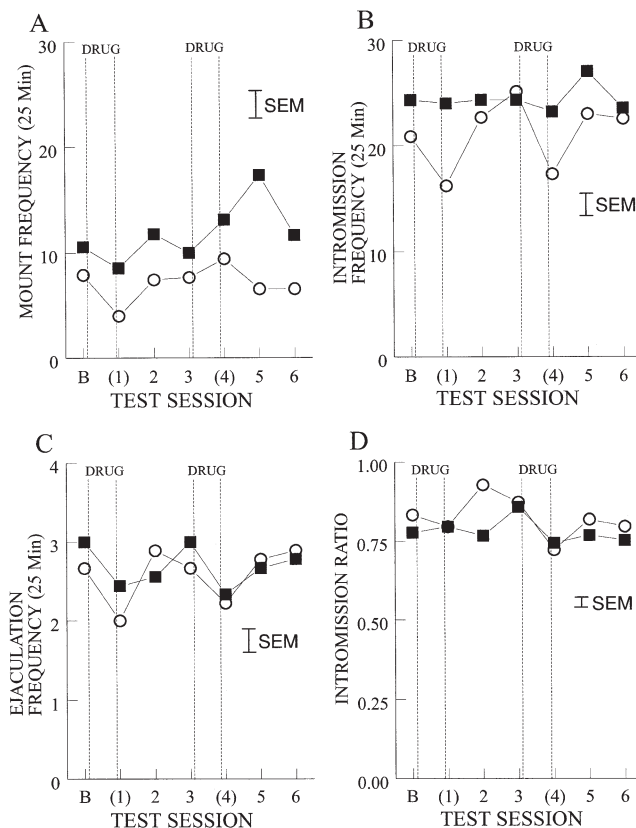 A
DRUG DRUG
30
20
10
0
MOUNT FREQUENCY (25 Min)
SEM
B (1) 2 3 (4) 5 6
TEST SESSION
B
DRUG DRUG
30
20
10
0
INTROMISSION
FREQUENCY (25 Min)
SEM
B (1) 2 3 (4) 5 6
TEST SESSION
C
DRUG DRUG
4
3
2
1
0
EJACULATION
FREQUENCY (25 Min)
SEM
B (1) 2 3 (4) 5 6
TEST SESSION
D
DRUG DRUG
1.00
0.75
0.50
0.25
0.00
INTROMISSION RATIO
SEM
B (1) 2 3 (4) 5 6
TEST SESSION